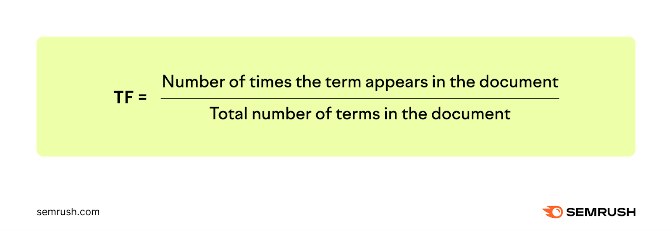 Number of times the term appears in the document
TF =
Total number of terms in the document
semrush.com
SEMRUSH